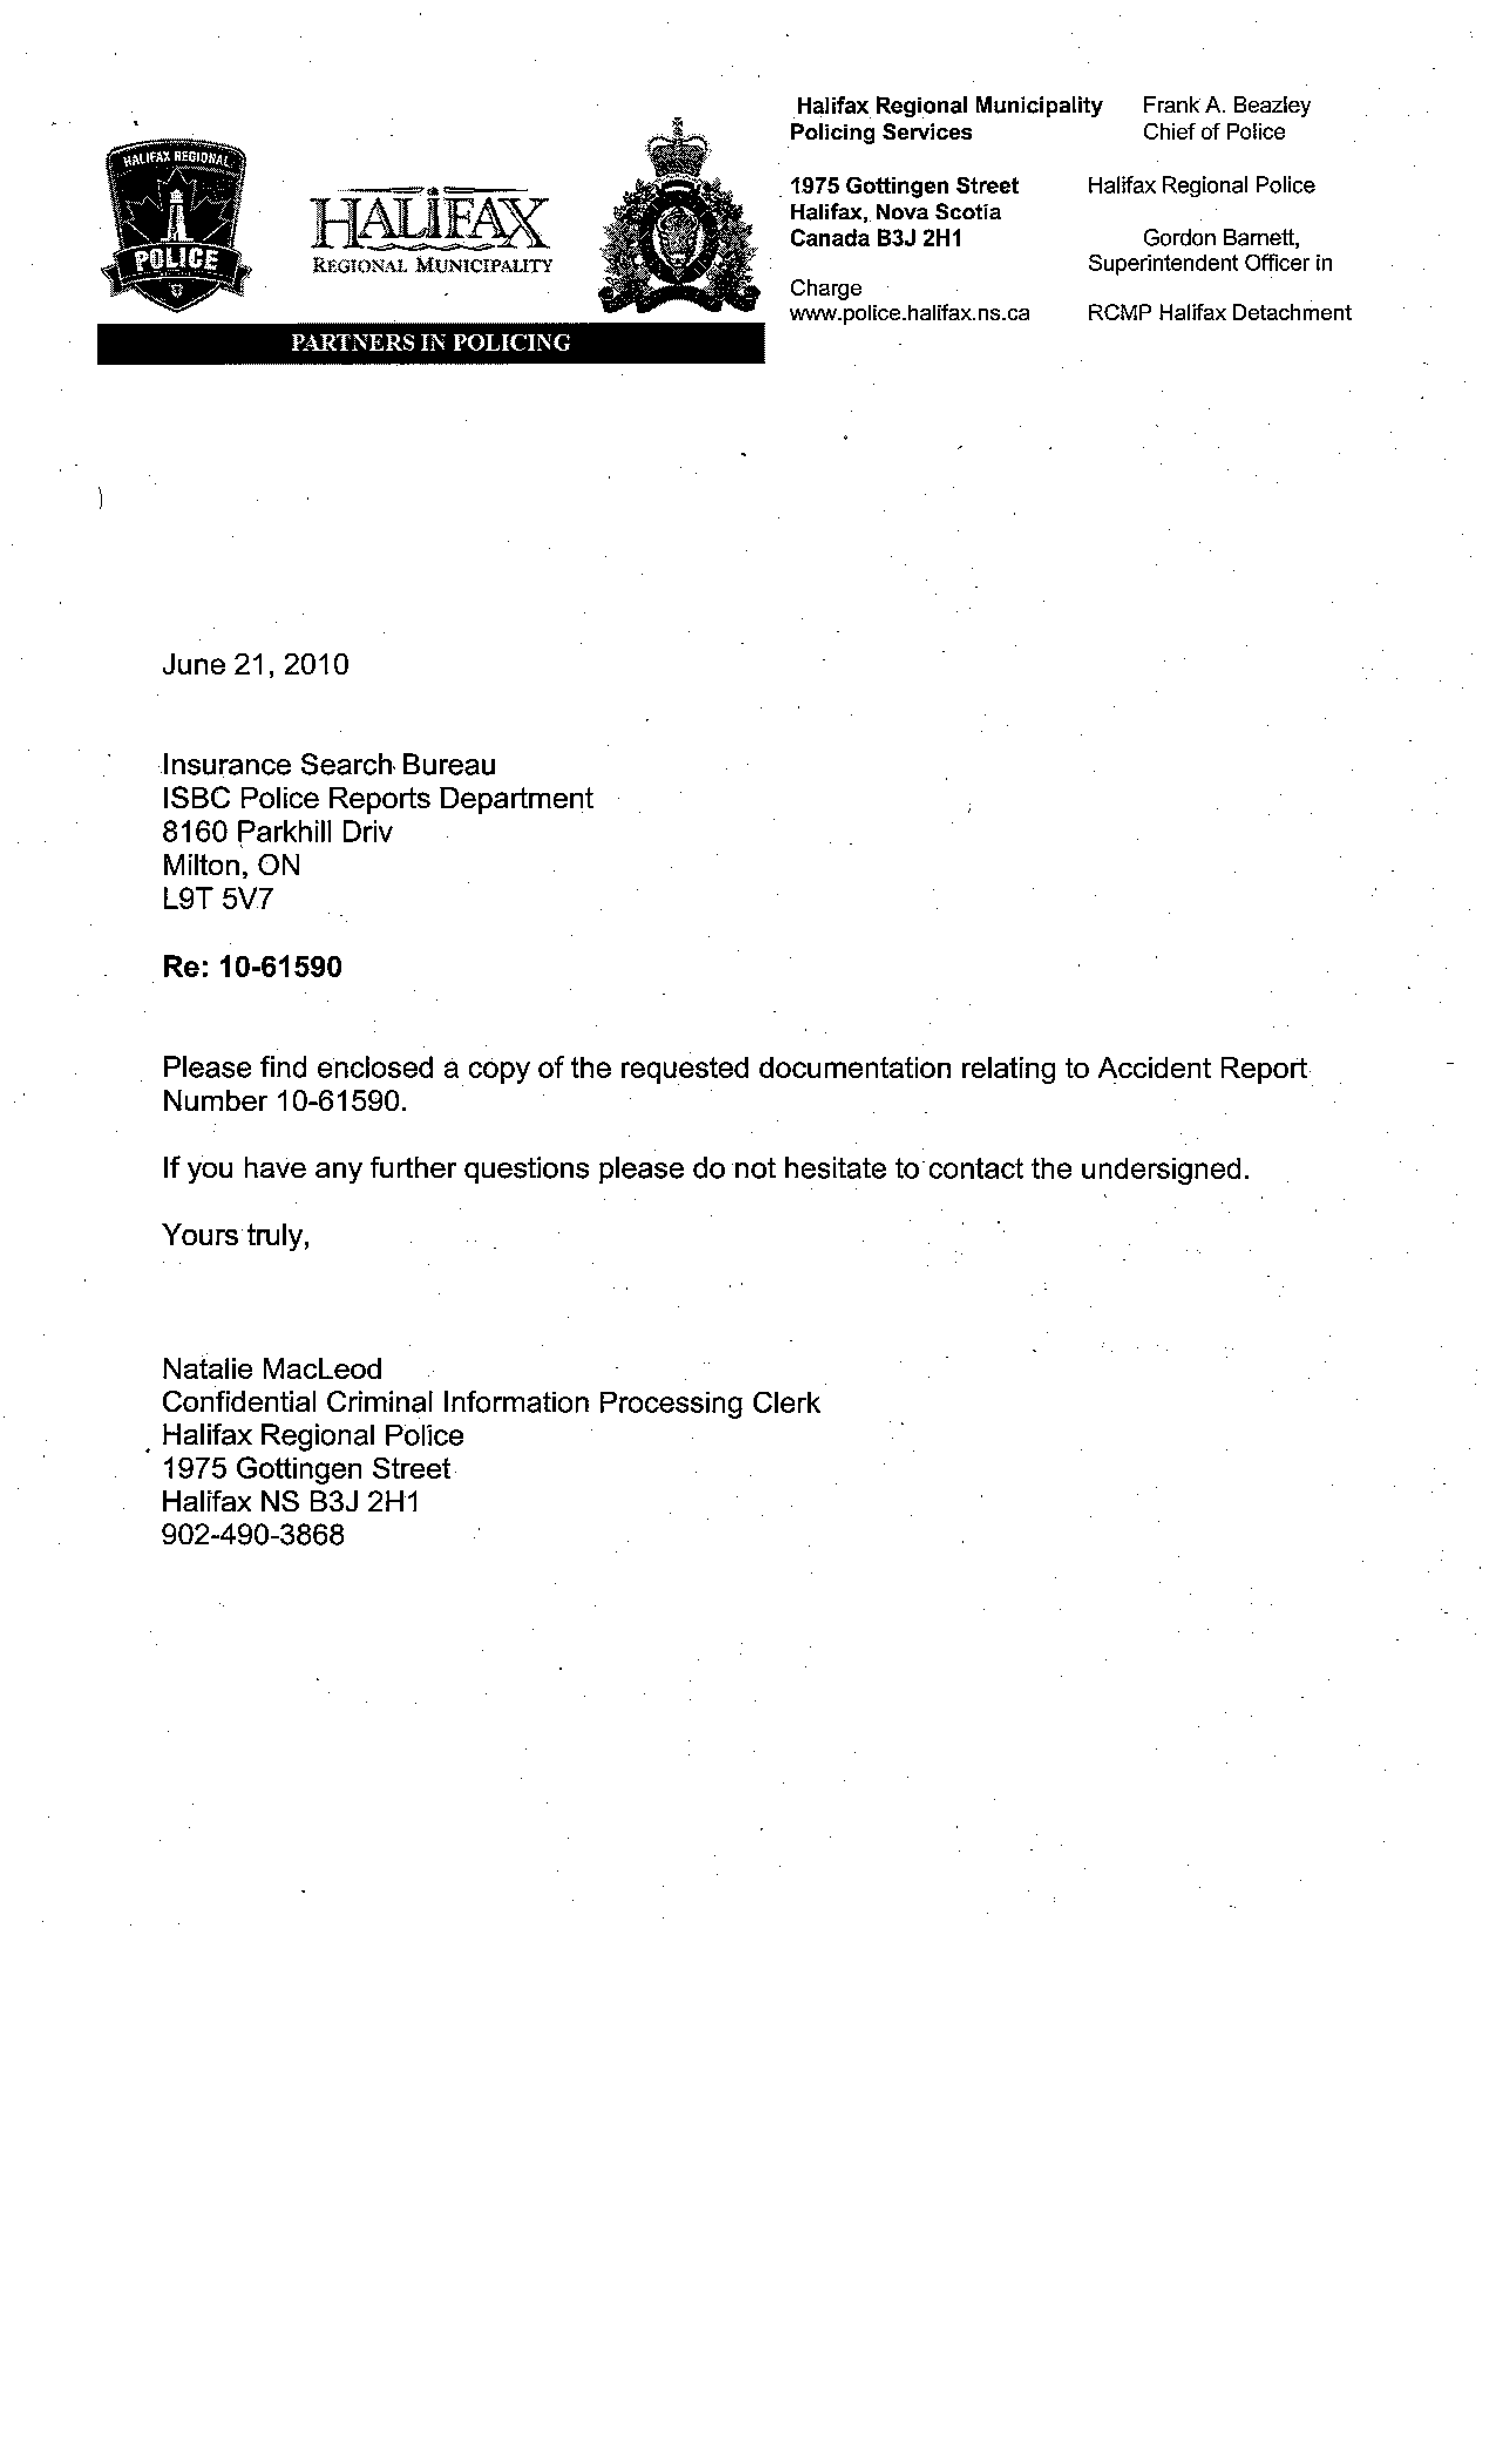 HALIFAX REGIONAL
POLICE
HALIFAX
REGIONAL MUNICIPALITY
PARTNERS IN POLICING
Halifax Regional Municipality Frank A. Beazley
Policing Services Chief of Police
1975 Gottingen Street Halifax Regional Police
Halifax, Nova Scotia
Canada B3J 2H1 Gordon Barnett,
Superintendent Officer in
Charge
www.police.halifax.ns.ca RCMP Halifax Detachment
June 21, 2010
Insurance Search Bureau
ISBC Police Reports Department
8160 Parkhill Driv
Milton, ON
L9T 5V7
Re: 10-61590
Please find enclosed a copy of the requested documentation relating to Accident Report
Number 10-61590.
If you have any further questions please do not hesitate to contact the undersigned.
Yours truly,
Natalie MacLeod
Confidential Criminal Information Processing Clerk
Halifax Regional Police
1975 Gottingen Street
Halifax NS B3J 2H1
902-490-3868